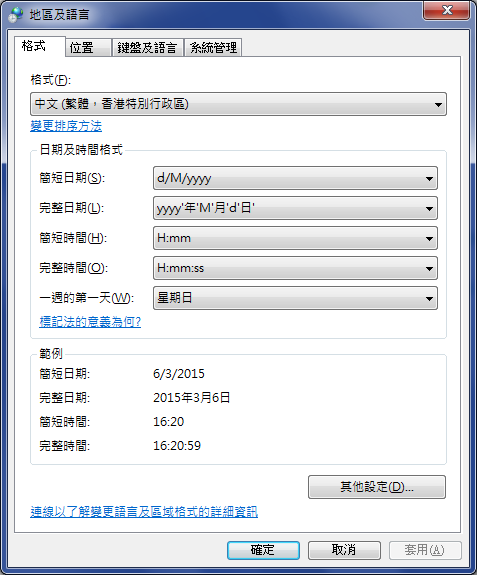 地區及語言
格式 位置 鍵盤及語言 系統管理
格式(F):
中文 (繁體，香港特別行政區)
變更排序方法
日期及時間格式
簡短日期(S): d/M/yyyy
完整日期(L): yyyy'年'M'月'd'日'
簡短時間(H): H:mm
完整時間(O): H:mm:ss
一週的第一天(W): 星期日
標記法的意義為何?
範例
簡短日期: 6/3/2015
完整日期: 2015年3月6日
簡短時間: 16:20
完整時間: 16:20:59
其他設定(D)...
連線以了解變更語言及區域格式的詳細資訊
確定 取消 套用(A)